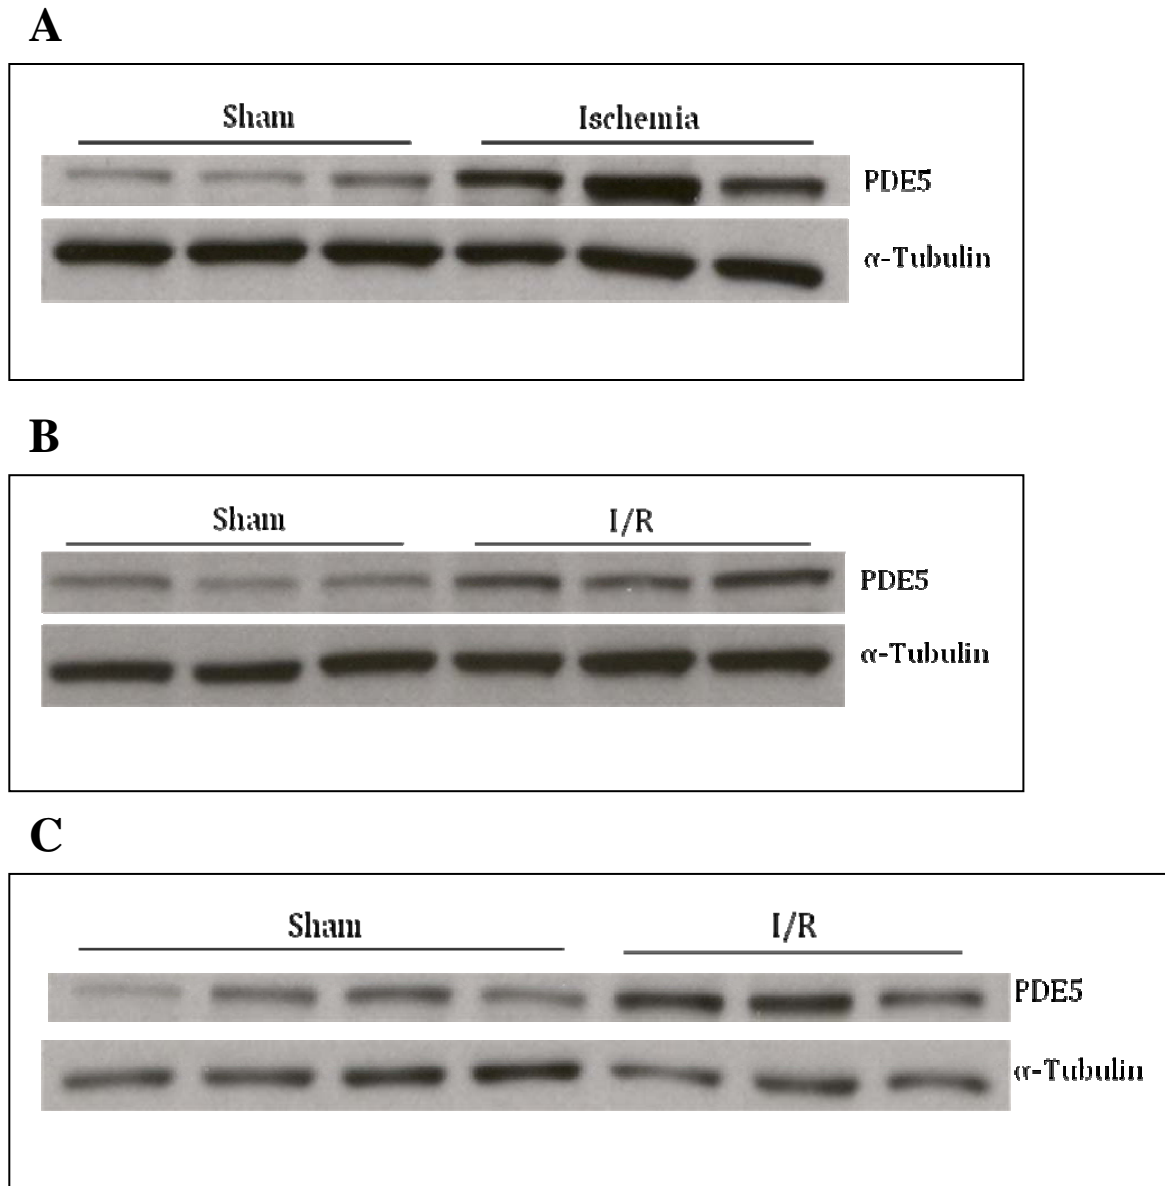 A
Sham Ischemia
PDE5
α-Tubulin
B
Sham I/R
PDE5
α-Tubulin
C
Sham I/R
PDE5
α-Tubulin